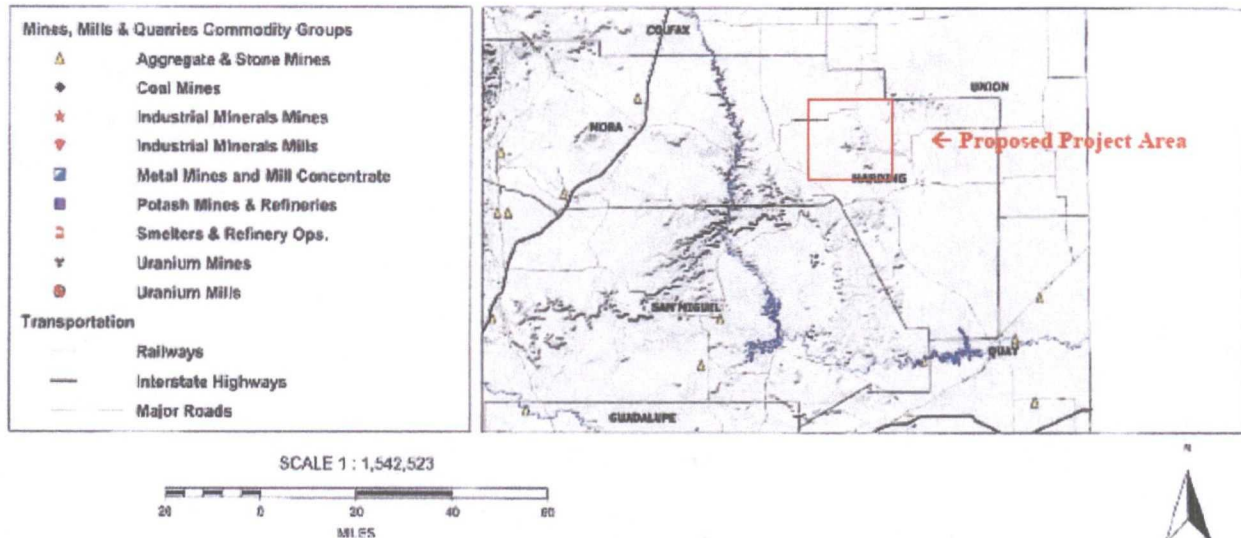 Mines, Mills & Quarries Commodity Groups
Aggregate & Stone Mines
Coal Mines
Industrial Minerals Mines
Industrial Minerals Mills
Metal Mines and Mill Concentrate
Potash Mines & Refineries
Smelters & Refinery Ops.
Uranium Mines
Uranium Mills
Transportation
Railways
Interstate Highways
Major Roads
COLFAX
UNION
MORA
← Proposed Project Area
HARDING
SAN MIGUEL
QUAY
GUADALUPE
SCALE 1 : 1,542,523
20 0 20 40 60
MILES
N